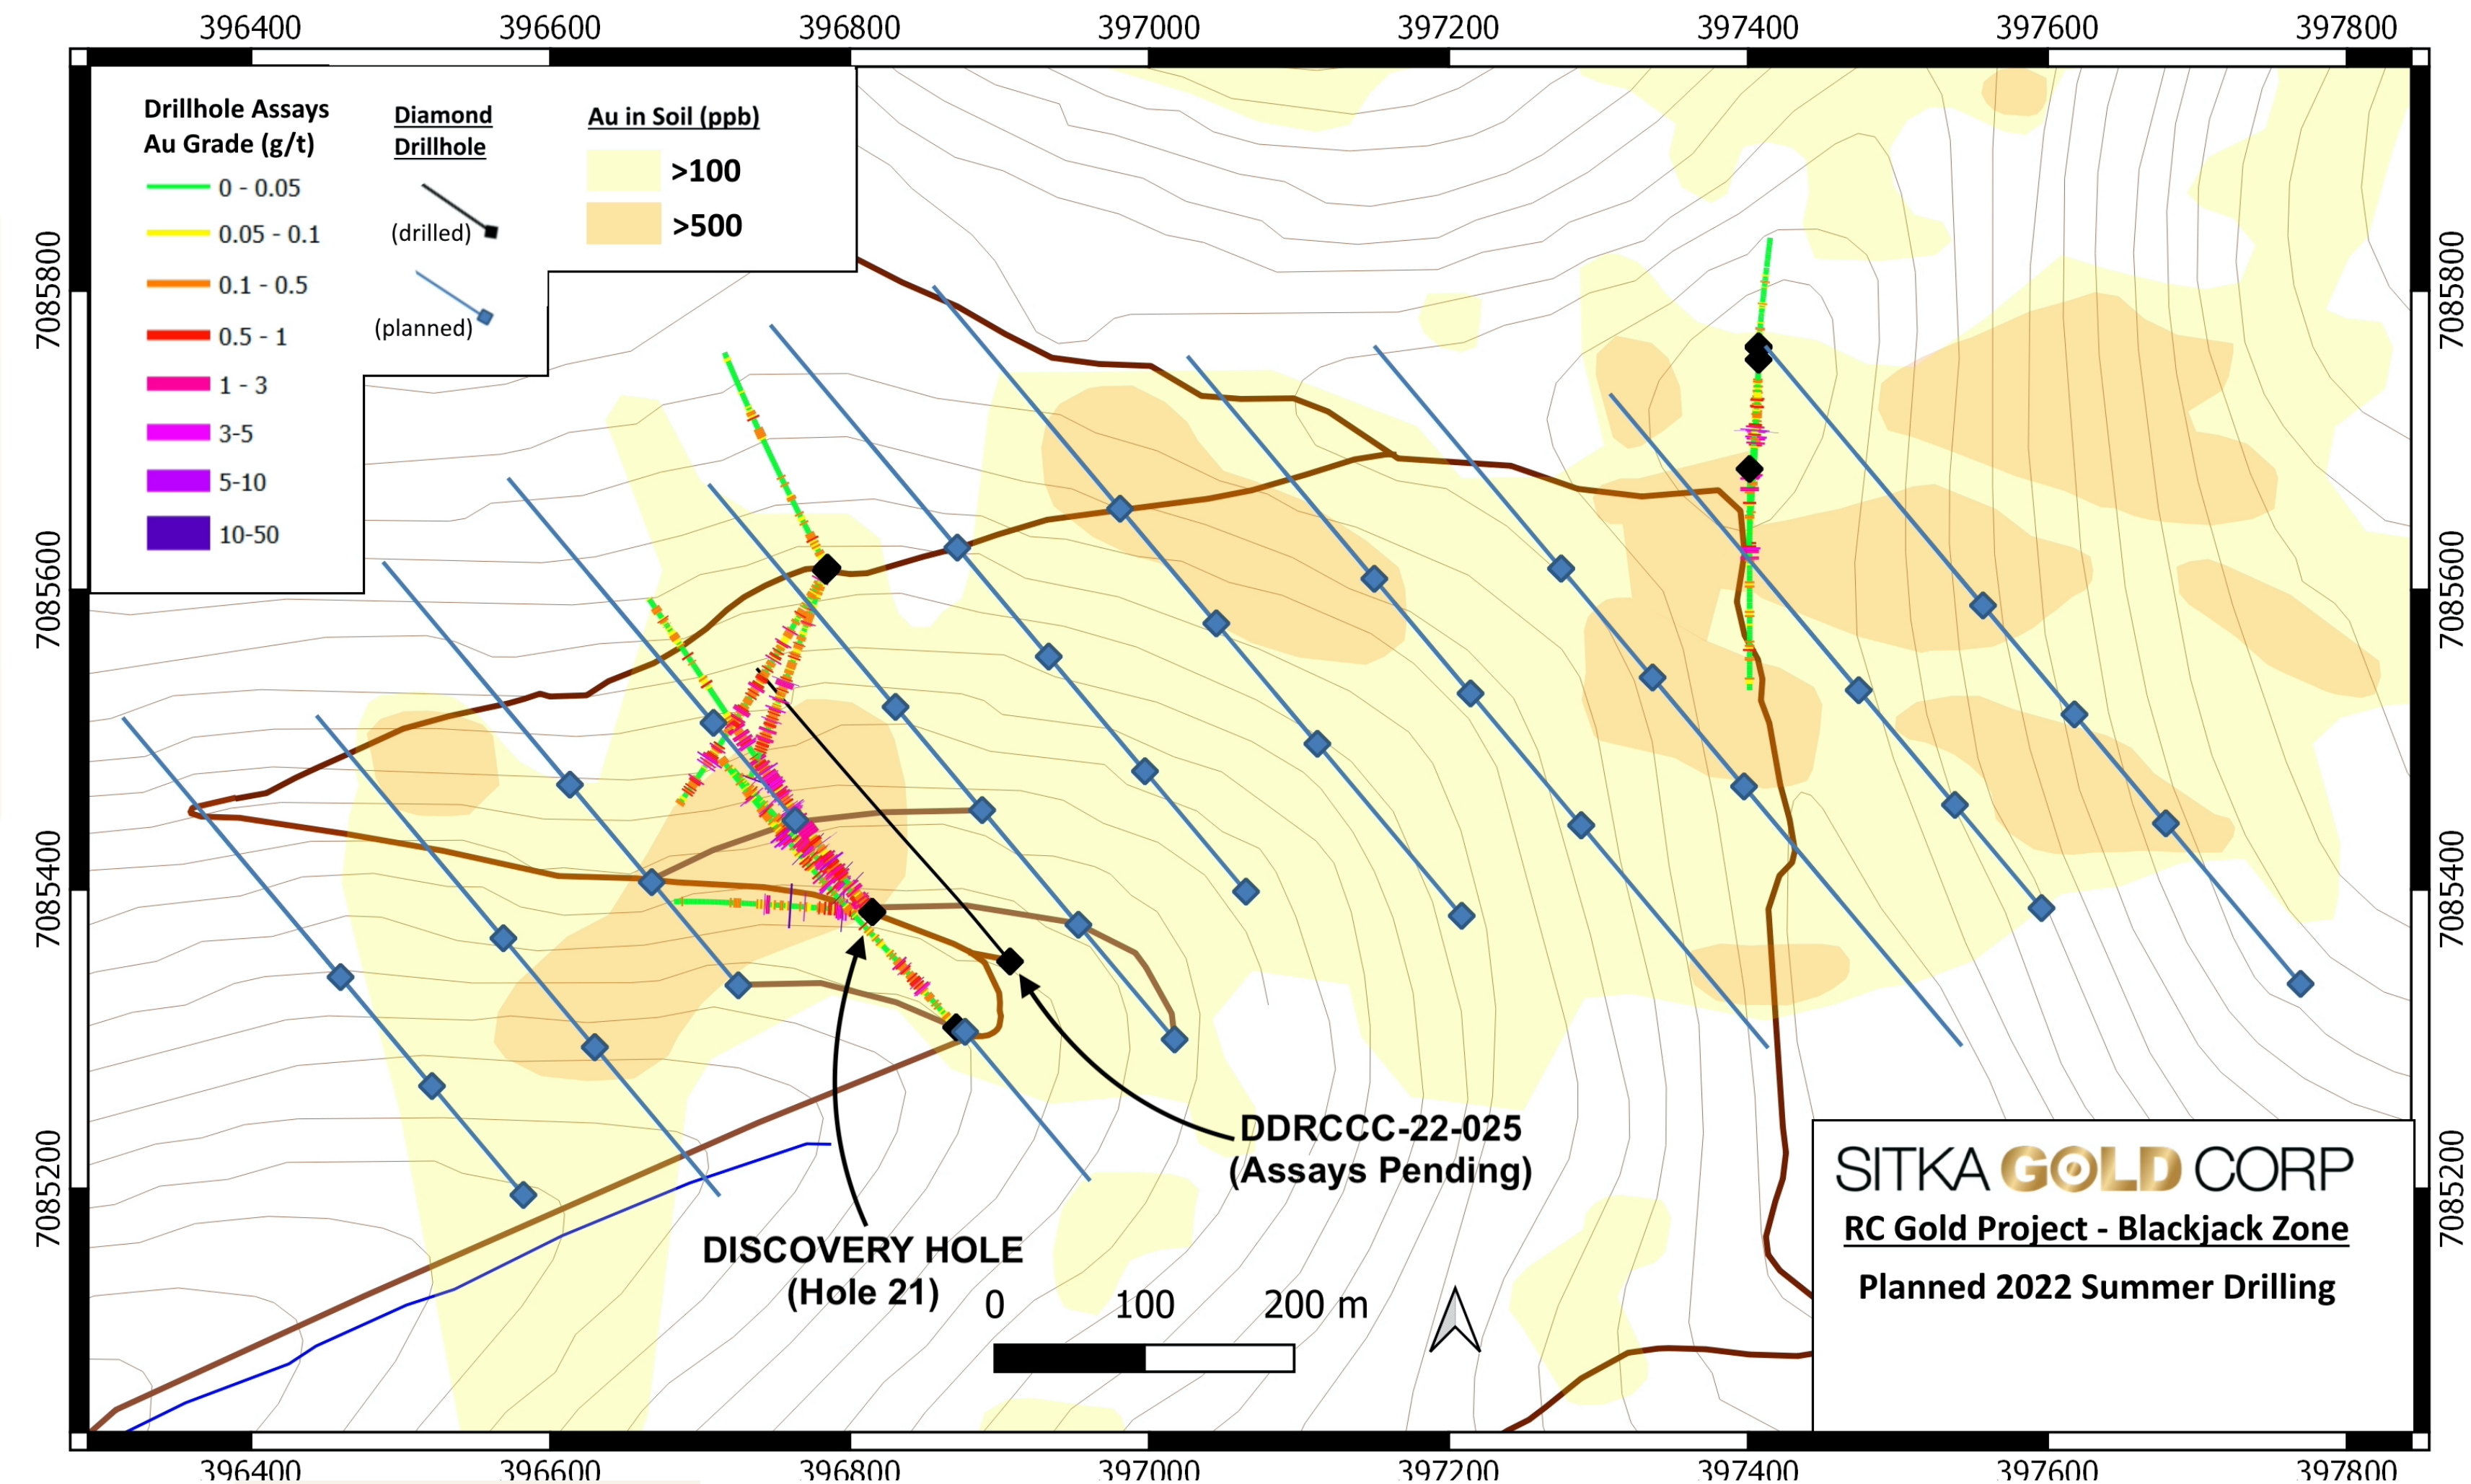 396400 396600 396800 397000 397200 397400 397600 397800
Drillhole Assays
Au Grade (g/t)
0 - 0.05
0.05 - 0.1
0.1 - 0.5
0.5 - 1
1 - 3
3-5
5-10
10-50
Diamond
Drillhole
(drilled)
(planned)
Au in Soil (ppb)
>100
>500
7085800
7085600
7085400
7085200
7085800
7085600
7085400
7085200
DDRCCC-22-025
(Assays Pending)
DISCOVERY HOLE
(Hole 21)
0 100 200 m
SITKA GOLD CORP
RC Gold Project - Blackjack Zone
Planned 2022 Summer Drilling
396400 396600 396800 397000 397200 397400 397600 397800